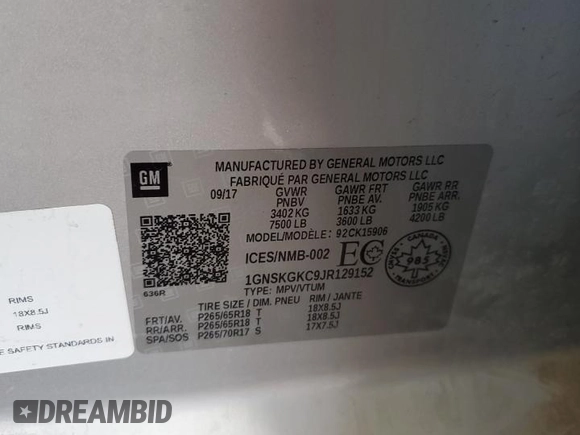 GM
MANUFACTURED BY GENERAL MOTORS LLC
FABRIQUÉ PAR GENERAL MOTORS LLC
09/17 GVWR GAWR FRT GAWR RR
PNBV PNBE AV. PNBE ARR.
3402 KG 1633 KG 1905 KG
7500 LB 3600 LB 4200 LB
MODEL/MODÈLE: 92CK15906
ICES/NMB-002 EC
CANADA
985
TRANSPORT
1GNSKGKC9JR129152
TYPE: MPV/VTUM
636R
TIRE SIZE / DIM. PNEU RIM / JANTE
FRT/AV. P265/65R18 T 18X8.5J
RR/ARR. P265/65R18 T 18X8.5J
SPA/SOS P265/70R17 S 17X7.5J
RIMS
18X8.5J
RIMS
E SAFETY STANDARDS IN
DREAMBID